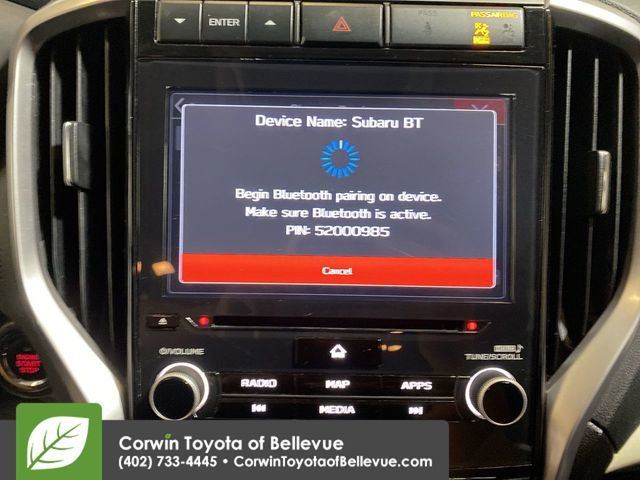 ENTER
PASS
PASS AIRBAG
Device Name: Subaru BT
Begin Bluetooth pairing on device.
Make sure Bluetooth is active.
PIN: 52000985
Cancel
/VOLUME
TUNE/SCROLL
RADIO MAP APPS
MEDIA
ENGINE
START
STOP
Corwin Toyota of Bellevue
(402) 733-4445 • CorwinToyotaofBellevue.com